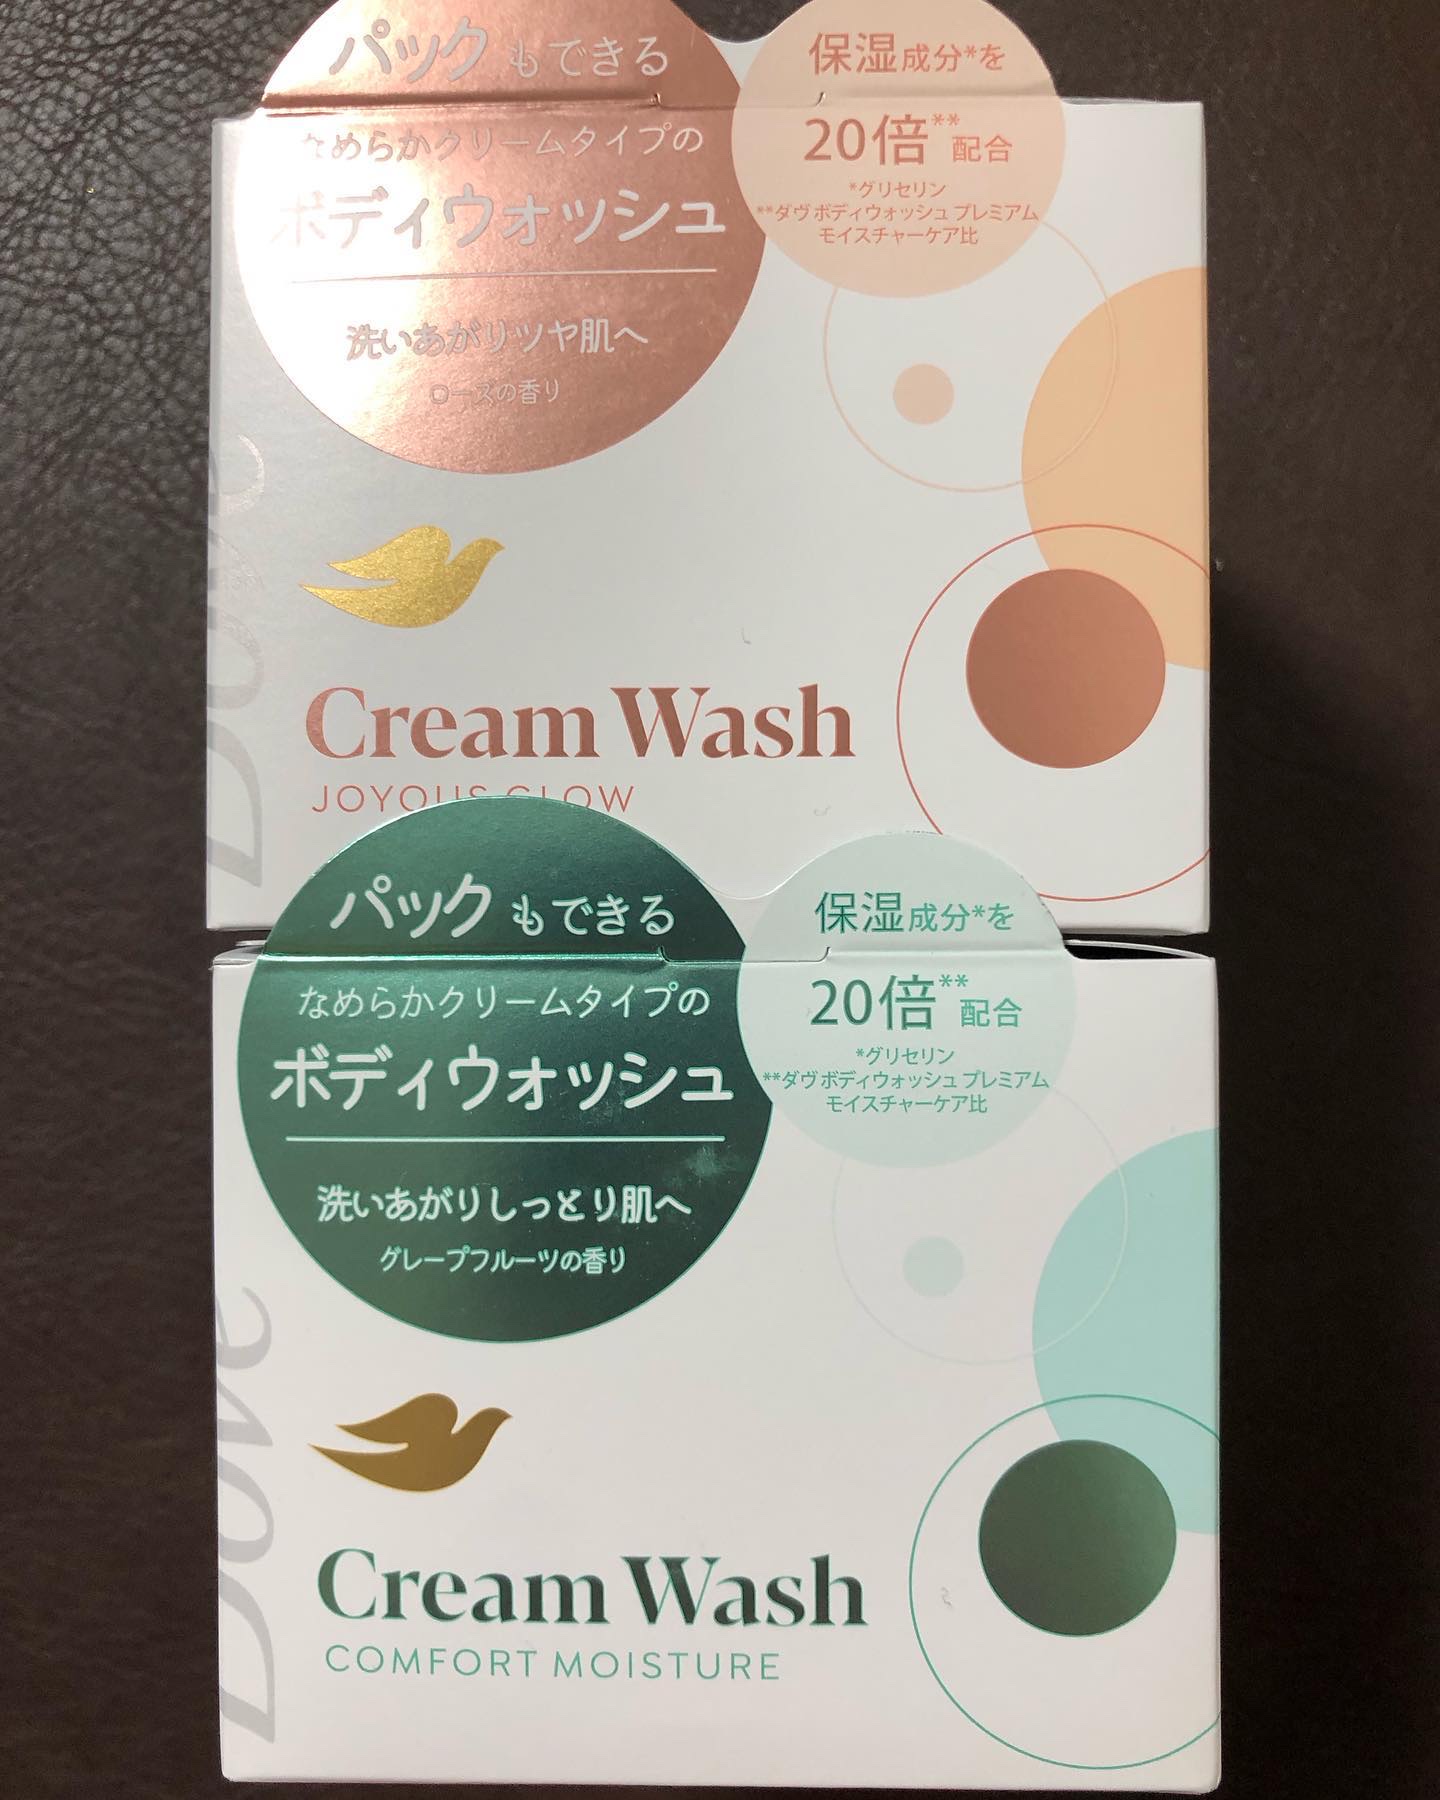 パックもできる
なめらかクリームタイプの
ボディウォッシュ
洗いあがりツヤ肌へ
ローズの香り
保湿成分*を
20倍**配合
*グリセリン
**ダヴ ボディウォッシュ プレミアム
モイスチャーケア比
Dove
Cream Wash
JOYOUS GLOW
パックもできる
なめらかクリームタイプの
ボディウォッシュ
洗いあがりしっとり肌へ
グレープフルーツの香り
保湿成分*を
20倍**配合
*グリセリン
**ダヴ ボディウォッシュ プレミアム
モイスチャーケア比
Dove
Cream Wash
COMFORT MOISTURE